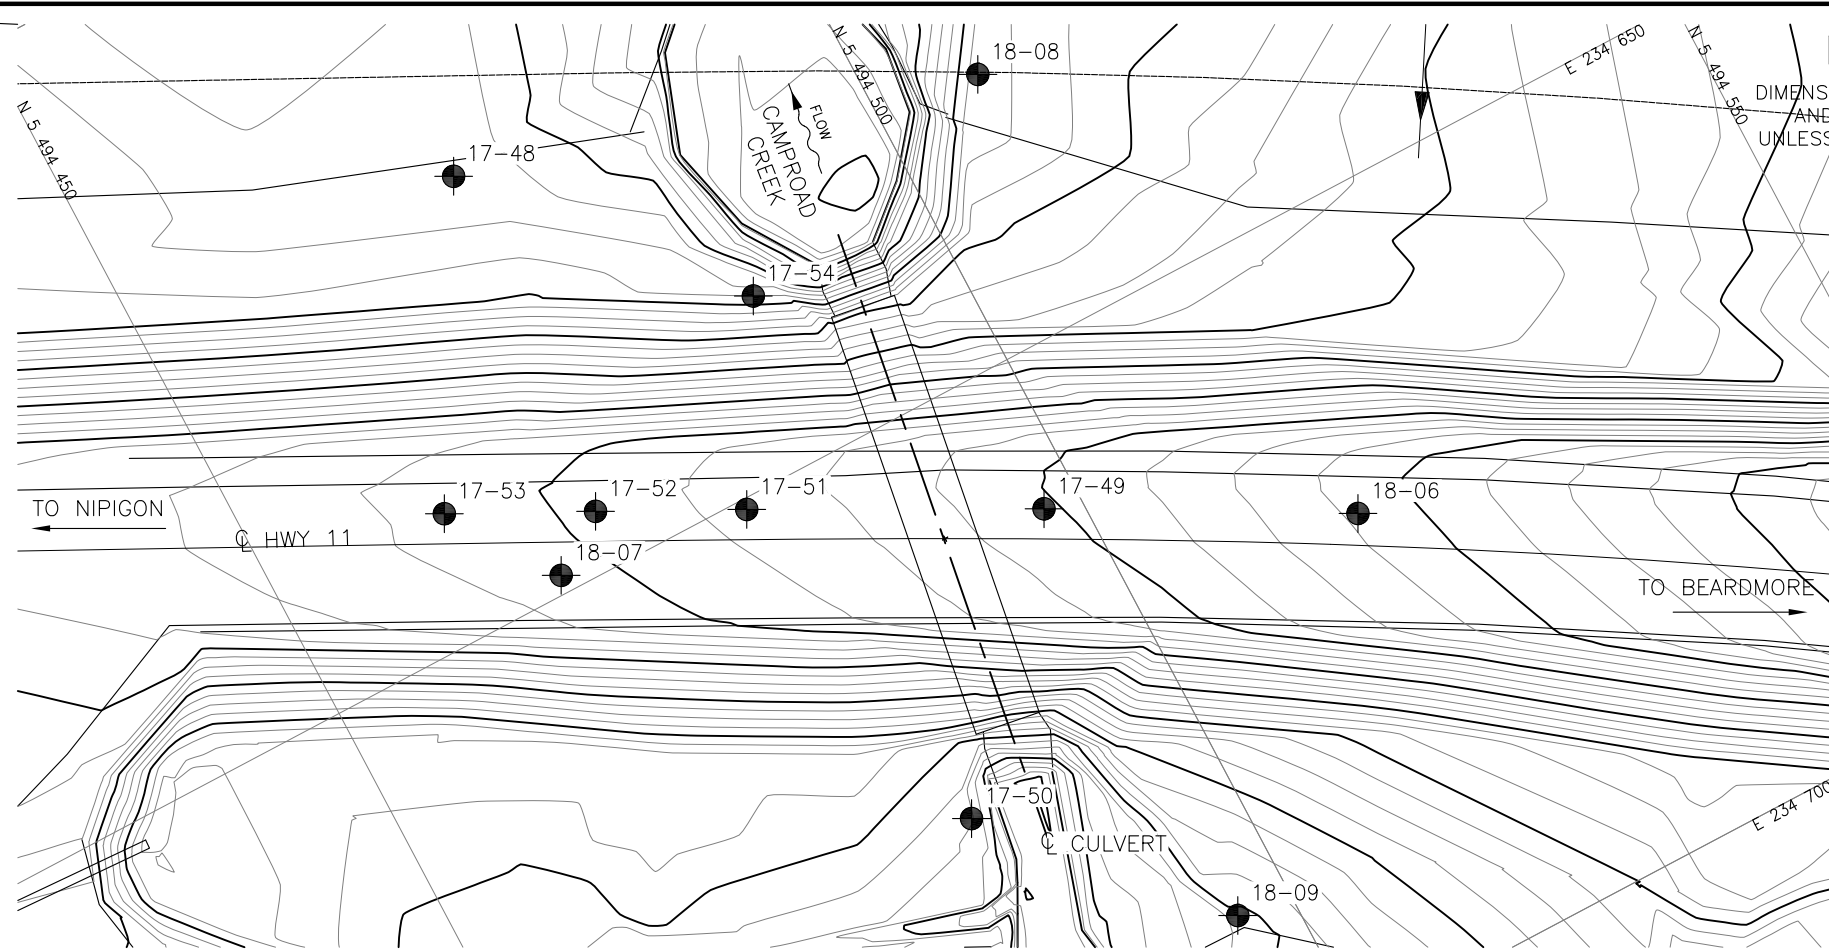 18-08
E 234 650
N 5 494 500
N 5 494 550
DIMENS
AND
UNLESS
N 5 494 450
FLOW
CAMPROAD
CREEK
17-48
17-54
17-53
17-52
17-51
17-49
18-06
TO NIPIGON
℄ HWY 11
18-07
TO BEARDMORE
17-50
℄ CULVERT
E 234 700
18-09